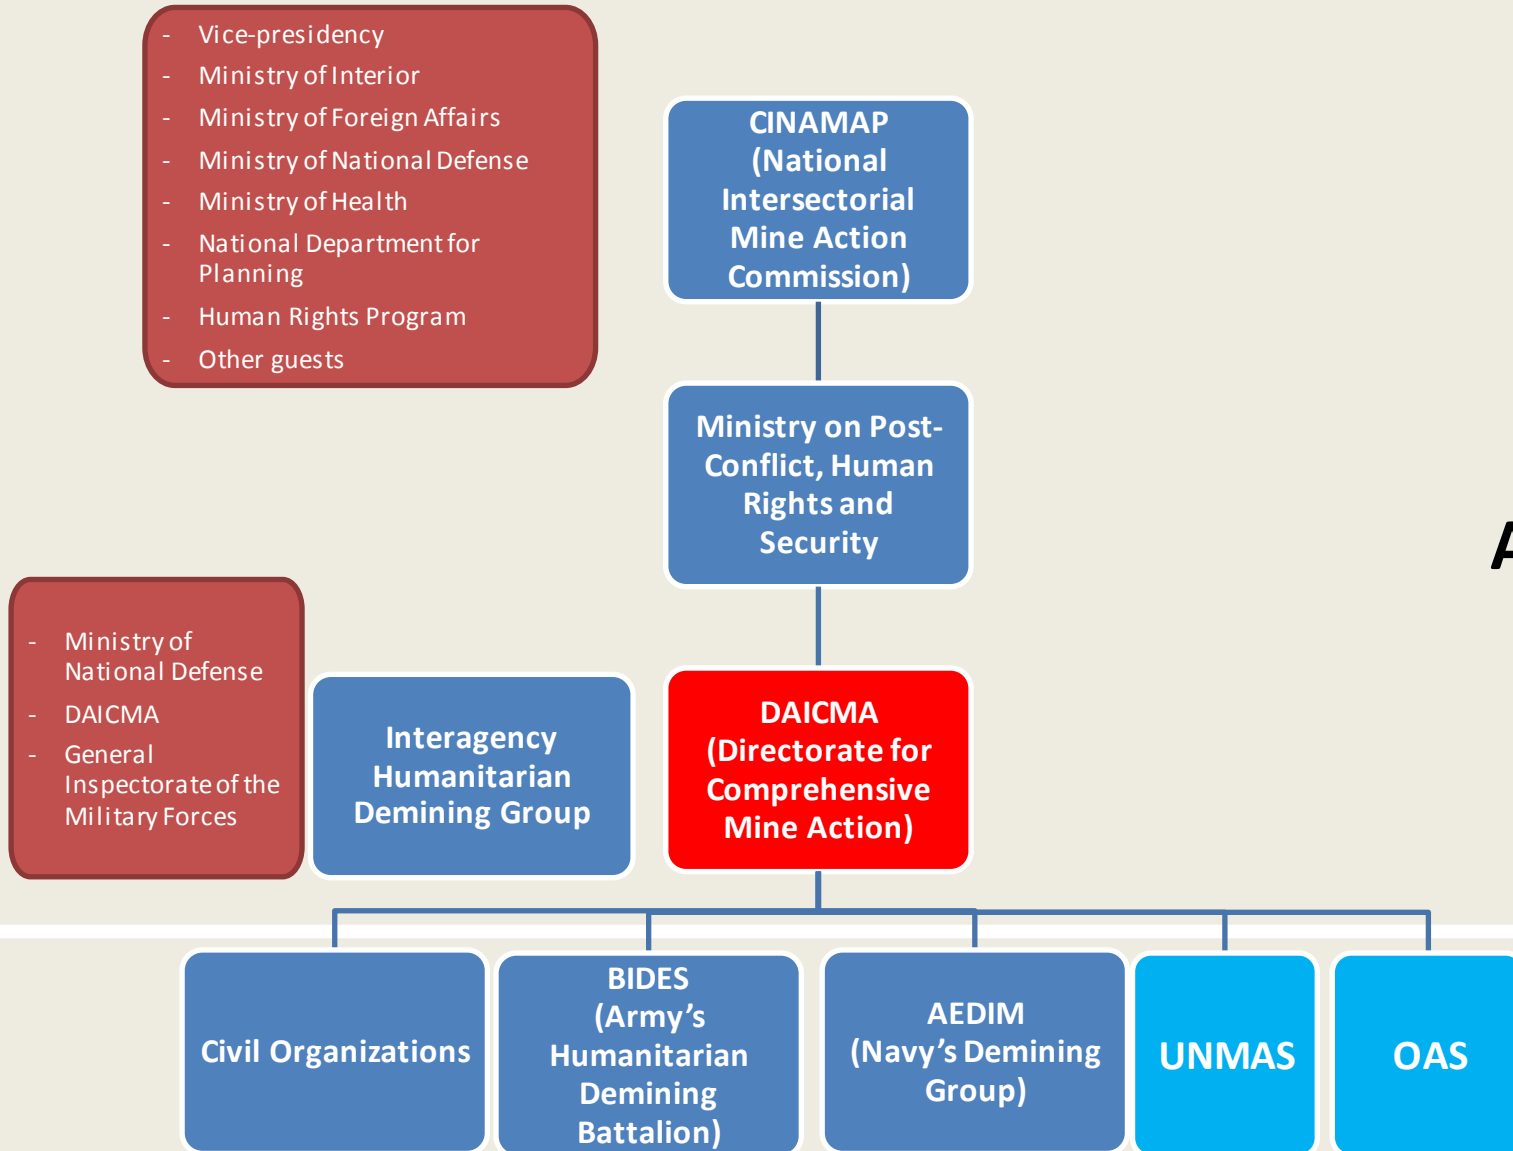 - Vice-presidency
- Ministry of Interior
- Ministry of Foreign Affairs
- Ministry of National Defense
- Ministry of Health
- National Department for
Planning
- Human Rights Program
- Other guests
CINAMAP
(National
Intersectorial
Mine Action
Commission)
Ministry on Post-
Conflict, Human
Rights and
Security
A
- Ministry of
National Defense
- DAICMA
- General
Inspectorate of the
Military Forces
Interagency
Humanitarian
Demining Group
DAICMA
(Directorate for
Comprehensive
Mine Action)
Civil Organizations
BIDES
(Army’s
Humanitarian
Demining
Battalion)
AEDIM
(Navy’s Demining
Group)
UNMAS
OAS